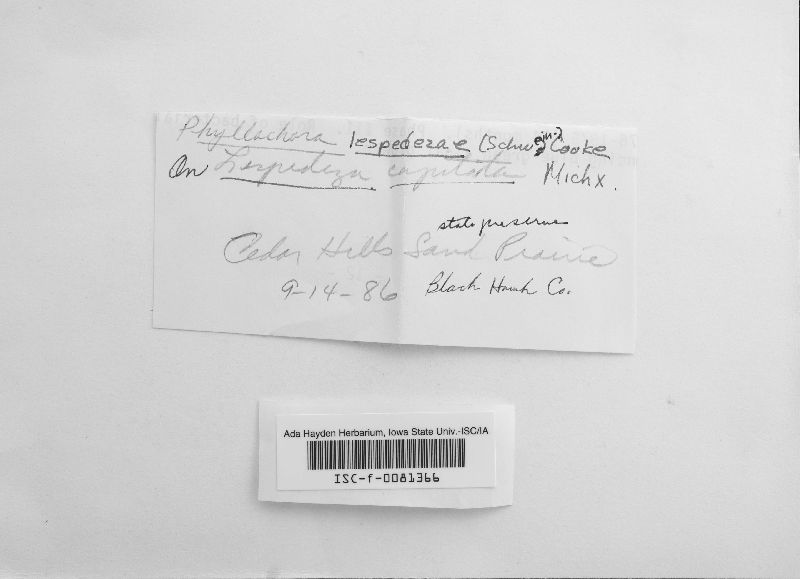 Phyllachora lespedezae (Schwein.) Cooke
On Lespedeza capitata Michx.
state preserve
Cedar Hills Sand Prairie
9-14-86 Black Hawk Co.
Ada Hayden Herbarium, Iowa State Univ.-ISC/IA
ISC-f-0081366